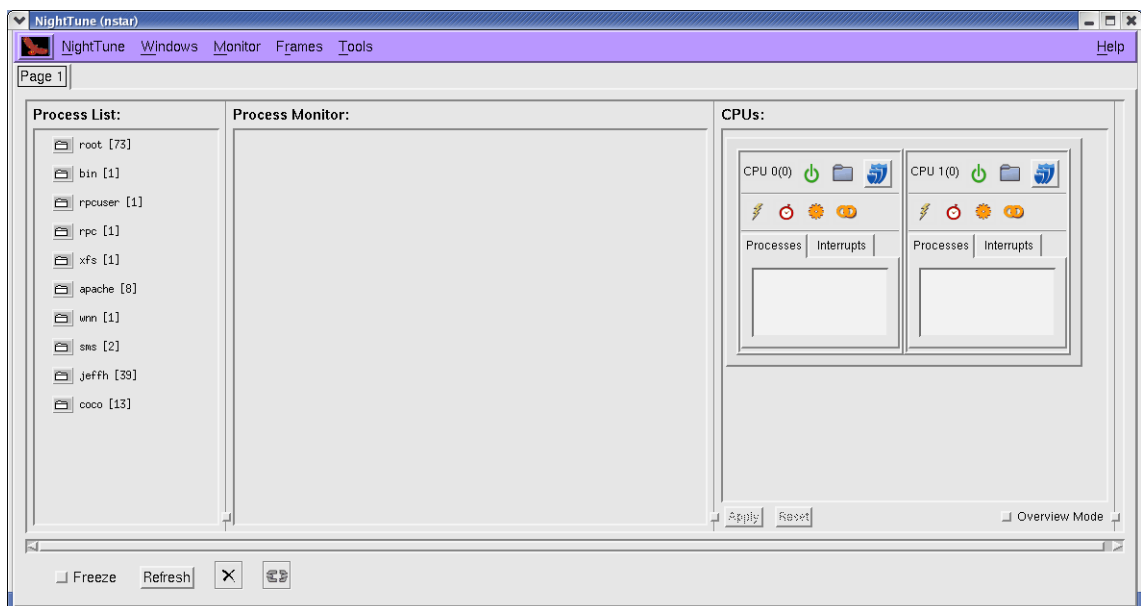 NightTune (nstar)
NightTune Windows Monitor Frames Tools Help
Page 1
Process List: Process Monitor: CPUs:
root [73]
bin [1]
rpcuser [1]
rpc [1]
xfs [1]
apache [8]
wnn [1]
sms [2]
jeffh [39]
coco [13]
CPU 0(0) CPU 1(0)
Processes Interrupts Processes Interrupts
Apply Reset Overview Mode
Freeze Refresh